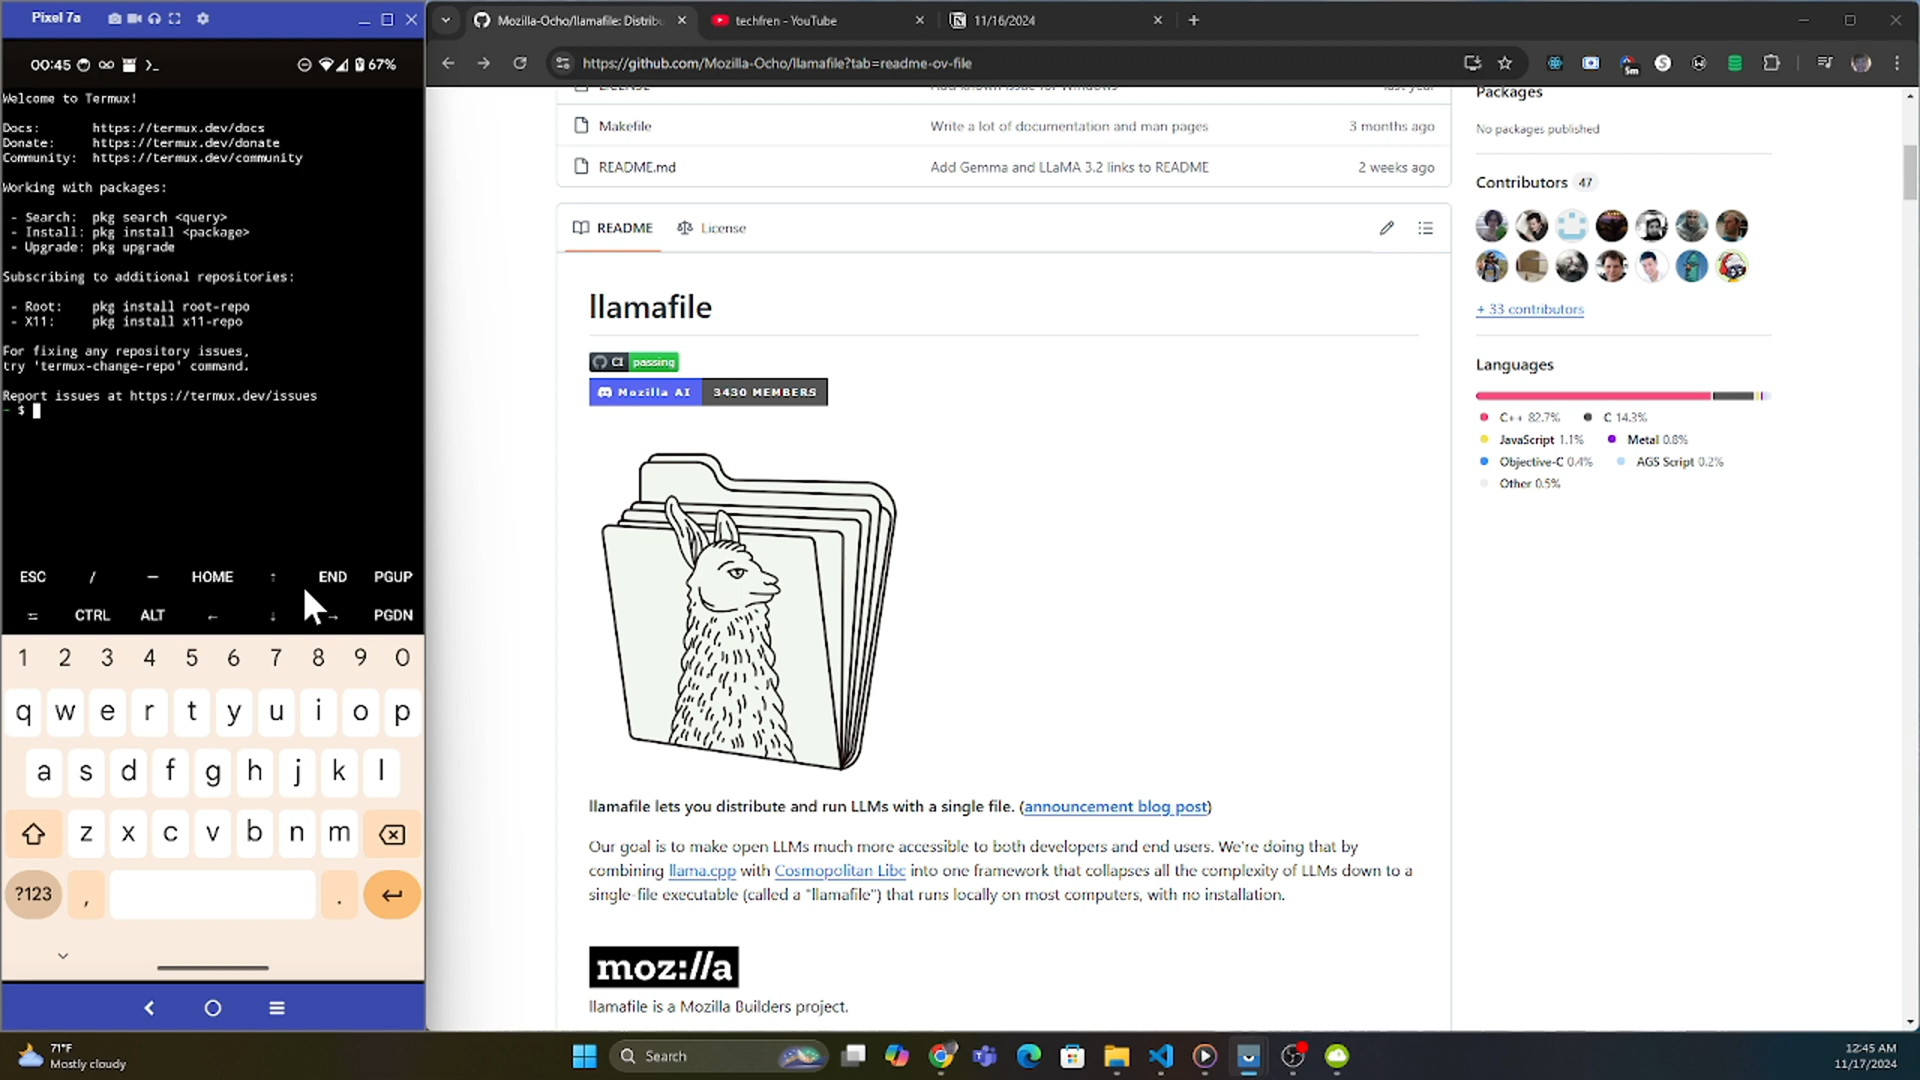 Pixel 7a
00:45
67%
Welcome to Termux!
Docs: https://termux.dev/docs
Donate: https://termux.dev/donate
Community: https://termux.dev/community
Working with packages:
- Search: pkg search <query>
- Install: pkg install <package>
- Upgrade: pkg upgrade
Subscribing to additional repositories:
- Root: pkg install root-repo
- X11: pkg install x11-repo
For fixing any repository issues,
try 'termux-change-repo' command.
Report issues at https://termux.dev/issues
~ $
ESC / — HOME ↑ END PGUP
CTRL ALT ← ↓ → PGDN
1 2 3 4 5 6 7 8 9 0
q w e r t y u i o p
a s d f g h j k l
z x c v b n m
?123 , .
Mozilla-Ocho/llamafile: Distribu
techfren - YouTube
11/16/2024
https://github.com/Mozilla-Ocho/llamafile?tab=readme-ov-file
5m
LICENSE Add known issue for Windows last year
Makefile Write a lot of documentation and man pages 3 months ago
README.md Add Gemma and LLaMA 3.2 links to README 2 weeks ago
README License
llamafile
CI passing
Mozilla AI 3430 MEMBERS
llamafile lets you distribute and run LLMs with a single file. (announcement blog post)
Our goal is to make open LLMs much more accessible to both developers and end users. We're doing that by
combining llama.cpp with Cosmopolitan Libc into one framework that collapses all the complexity of LLMs down to a
single-file executable (called a "llamafile") that runs locally on most computers, with no installation.
moz://a
llamafile is a Mozilla Builders project.
Packages
No packages published
Contributors 47
+ 33 contributors
Languages
C++ 82.7% C 14.3%
JavaScript 1.1% Metal 0.8%
Objective-C 0.4% AGS Script 0.2%
Other 0.5%
71°F
Mostly cloudy
Search
12:45 AM
11/17/2024